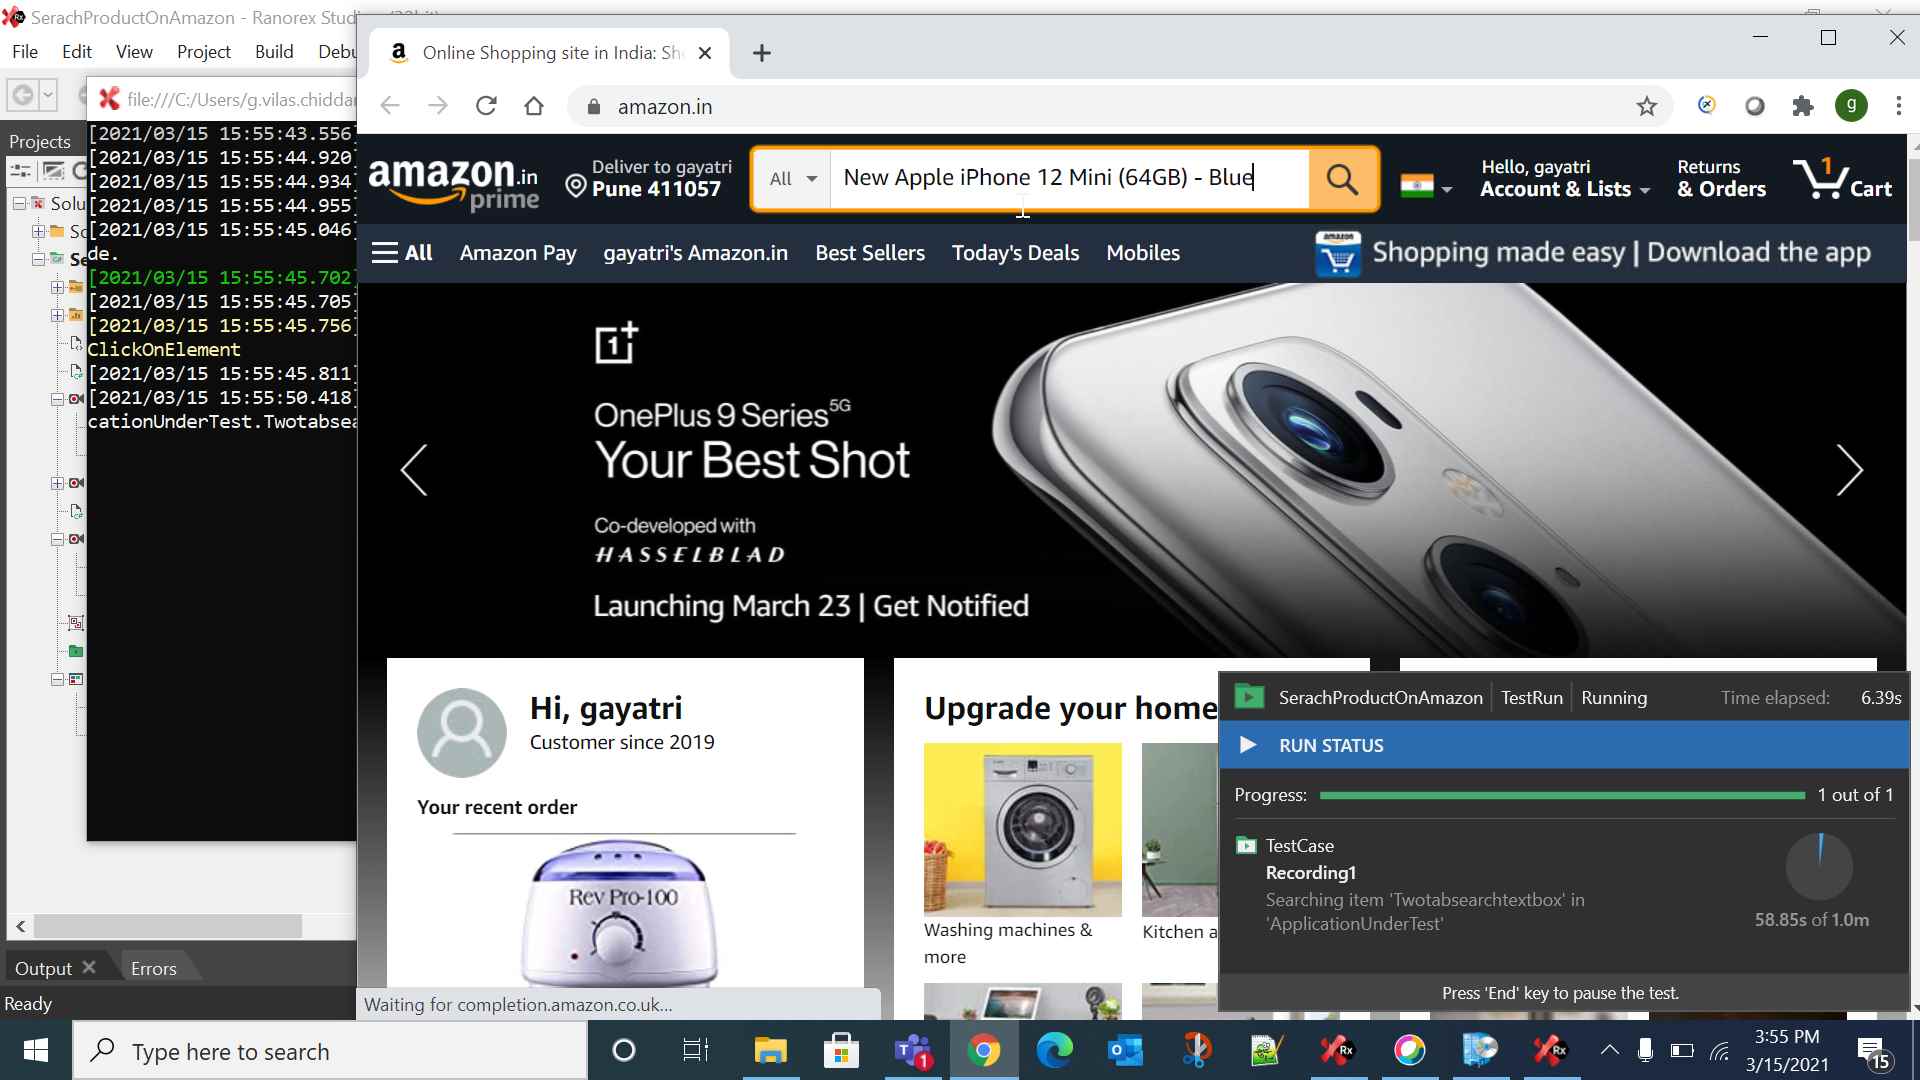 SerachProductOnAmazon - Ranorex Studio
File Edit View Project Build
file:///C:/Users/g.vilas.chiddar
Projects
[2021/03/15 15:55:43.556]
[2021/03/15 15:55:44.920]
[2021/03/15 15:55:44.934]
[2021/03/15 15:55:44.955]
[2021/03/15 15:55:45.046]
de.
[2021/03/15 15:55:45.702]
[2021/03/15 15:55:45.705]
[2021/03/15 15:55:45.756]
ClickOnElement
[2021/03/15 15:55:45.811]
[2021/03/15 15:55:50.418]
cationUnderTest.Twotabsea
Output
Errors
Ready
Online Shopping site in India: Sh
amazon.in
g
amazon.in
prime
Deliver to gayatri
Pune 411057
All
New Apple iPhone 12 Mini (64GB) - Blue
Hello, gayatri
Account & Lists
Returns
& Orders
1
Cart
All Amazon Pay gayatri's Amazon.in Best Sellers Today's Deals Mobiles
amazon
Shopping made easy | Download the app
1+
OnePlus 9 Series 5G
Your Best Shot
Co-developed with
HASSELBLAD
Launching March 23 | Get Notified
Hi, gayatri
Customer since 2019
Your recent order
Rev Pro-100
Upgrade your home
Washing machines &
more
Kitchen a
Waiting for completion.amazon.co.uk...
SerachProductOnAmazon TestRun Running Time elapsed: 6.39s
RUN STATUS
Progress: 1 out of 1
TestCase
Recording1
Searching item 'Twotabsearchtextbox' in
'ApplicationUnderTest'
58.85s of 1.0m
Press 'End' key to pause the test.
Type here to search
1
Rx
Rx
3:55 PM
3/15/2021
15